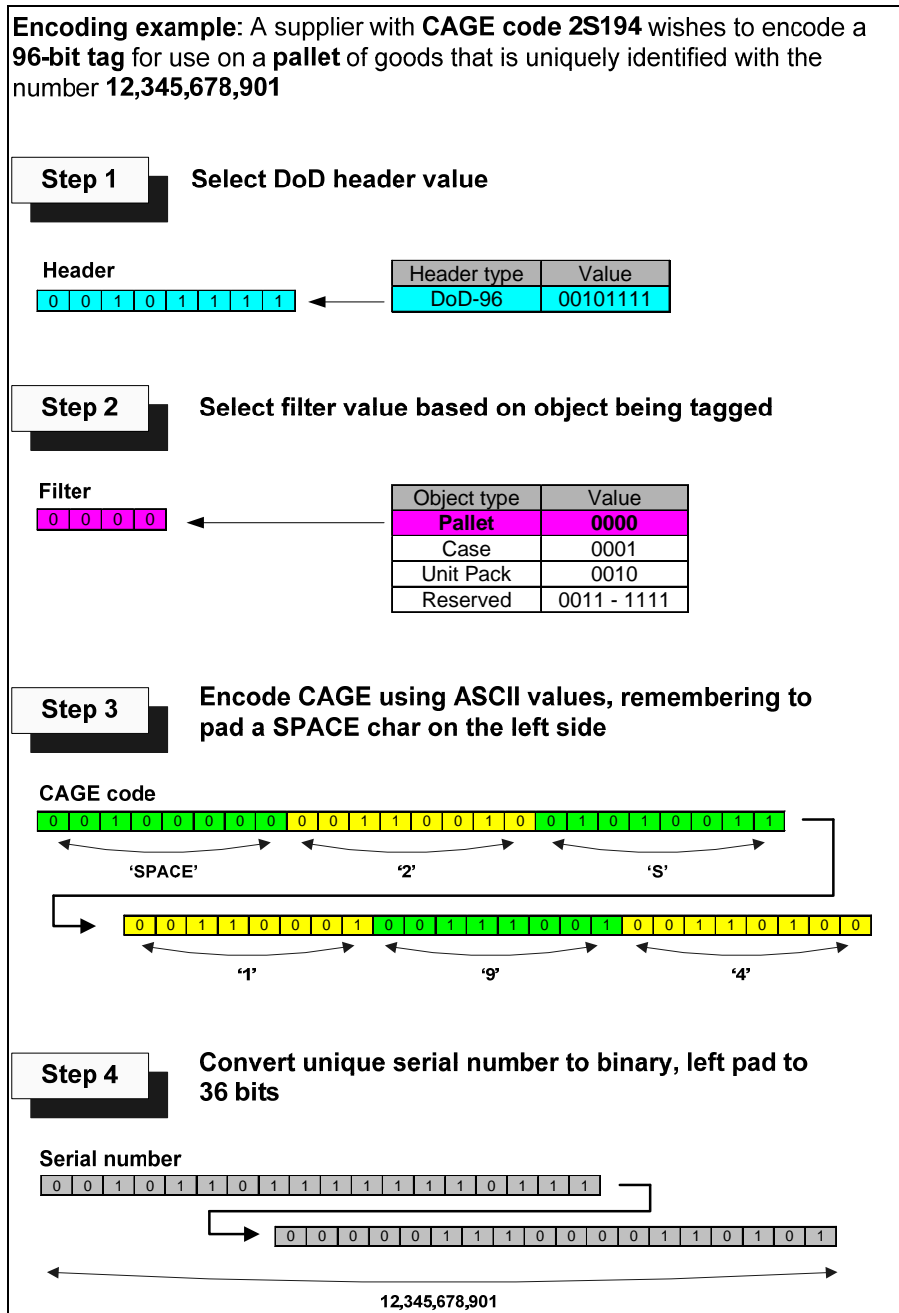 Encoding example: A supplier with CAGE code 2S194 wishes to encode a
96-bit tag for use on a pallet of goods that is uniquely identified with the
number 12,345,678,901
Step 1
Select DoD header value
Header
0 0 1 0 1 1 1 1
Header type Value
DoD-96 00101111
Step 2
Select filter value based on object being tagged
Filter
0 0 0 0
Object type Value
Pallet 0000
Case 0001
Unit Pack 0010
Reserved 0011 - 1111
Step 3
Encode CAGE using ASCII values, remembering to
pad a SPACE char on the left side
CAGE code
0 0 1 0 0 0 0 0 0 0 1 1 0 0 1 0 0 1 0 1 0 0 1 1
‘SPACE’ ‘2’ ‘S’
0 0 1 1 0 0 0 1 0 0 1 1 1 0 0 1 0 0 1 1 0 1 0 0
‘1’ ‘9’ ‘4’
Step 4
Convert unique serial number to binary, left pad to
36 bits
Serial number
0 0 1 0 1 1 0 1 1 1 1 1 1 1 0 1 1 1
0 0 0 0 0 1 1 1 0 0 0 0 1 1 0 1 0 1
12,345,678,901